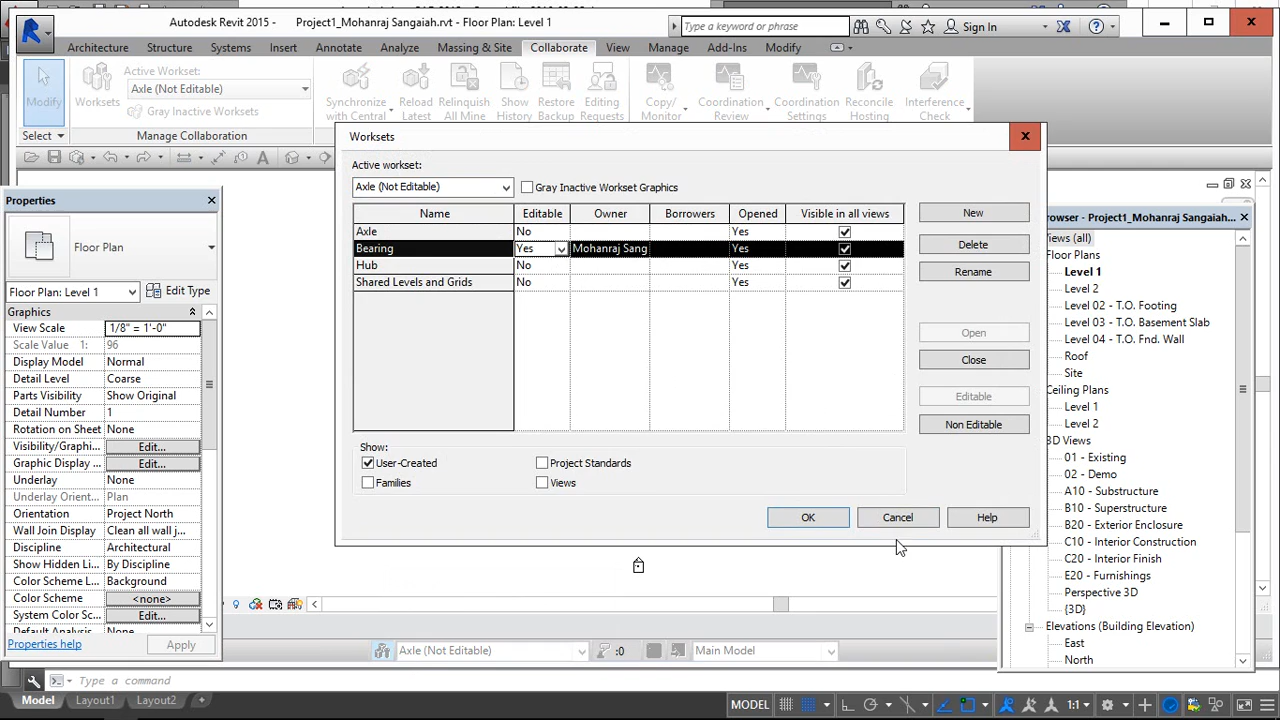 Autodesk Revit 2015 - Project1_Mohanraj Sangaiah.rvt - Floor Plan: Level 1
Type a keyword or phrase
Sign In
Architecture Structure Systems Insert Annotate Analyze Massing & Site Collaborate View Manage Add-Ins Modify
Modify
Select
Worksets
Active Workset:
Axle (Not Editable)
Gray Inactive Worksets
Manage Collaboration
Synchronize with Central
Reload Latest
Relinquish All Mine
Show History
Restore Backup
Editing Requests
Copy/ Monitor
Coordination Review
Coordination Settings
Reconcile Hosting
Interference Check
Worksets
Active workset:
Axle (Not Editable)
Gray Inactive Workset Graphics
Name Editable Owner Borrowers Opened Visible in all views
Axle No Yes
Bearing Yes Mohanraj Sang Yes
Hub No Yes
Shared Levels and Grids No Yes
New
Delete
Rename
Open
Close
Editable
Non Editable
Show:
User-Created
Project Standards
Families
Views
OK
Cancel
Help
Properties
Floor Plan
Floor Plan: Level 1
Edit Type
Graphics
View Scale 1/8" = 1'-0"
Scale Value 1: 96
Display Model Normal
Detail Level Coarse
Parts Visibility Show Original
Detail Number 1
Rotation on Sheet None
Visibility/Graphi... Edit...
Graphic Display ... Edit...
Underlay None
Underlay Orient... Plan
Orientation Project North
Wall Join Display Clean all wall j...
Discipline Architectural
Show Hidden Li... By Discipline
Color Scheme L... Background
Color Scheme <none>
System Color Sc... Edit...
Default Analysis None
Properties help
Apply
Browser - Project1_Mohanraj Sangaiah...
iews (all)
Floor Plans
Level 1
Level 2
Level 02 - T.O. Footing
Level 03 - T.O. Basement Slab
Level 04 - T.O. Fnd. Wall
Roof
Site
Ceiling Plans
Level 1
Level 2
3D Views
01 - Existing
02 - Demo
A10 - Substructure
B10 - Superstructure
B20 - Exterior Enclosure
C10 - Interior Construction
C20 - Interior Finish
E20 - Furnishings
Perspective 3D
{3D}
Elevations (Building Elevation)
East
North
Axle (Not Editable)
:0
Main Model
Type a command
Model Layout1 Layout2
MODEL
1:1